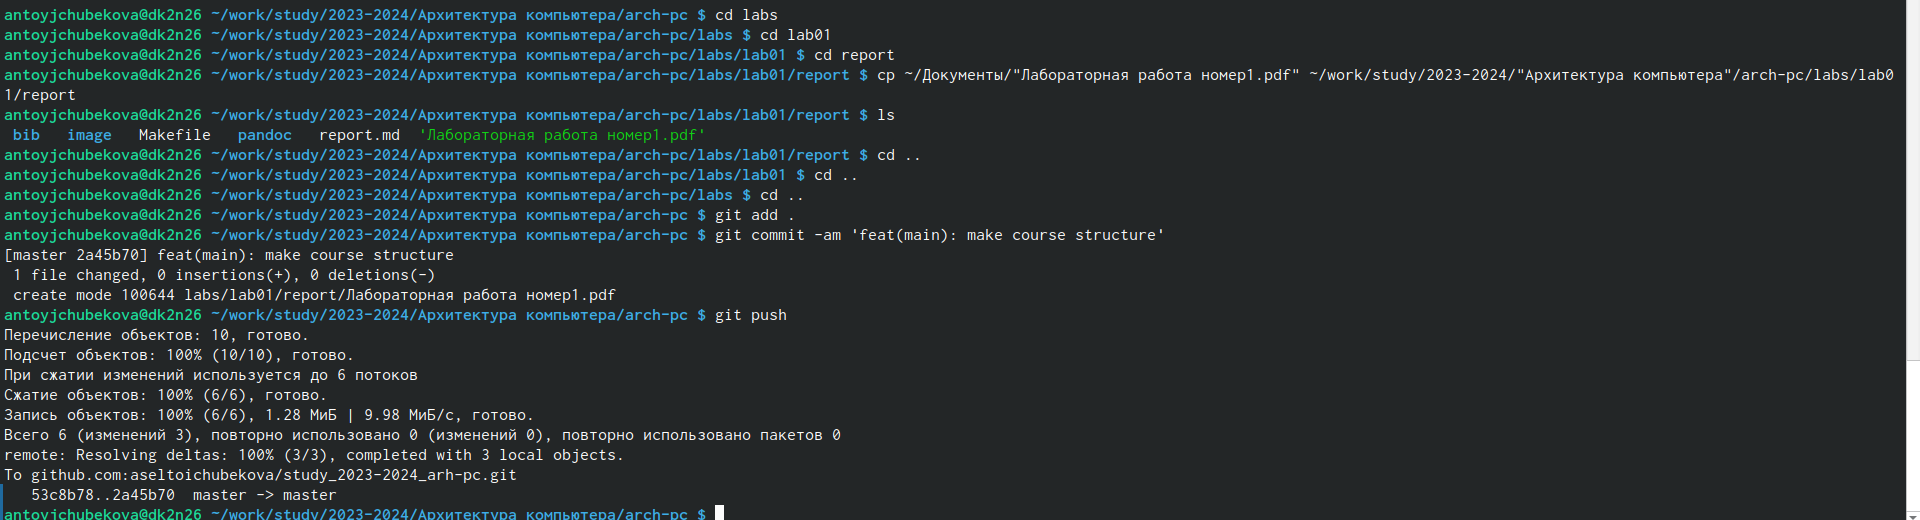 antoyjchubekova@dk2n26 ~/work/study/2023-2024/Архитектура компьютера/arch-pc $ cd labs
antoyjchubekova@dk2n26 ~/work/study/2023-2024/Архитектура компьютера/arch-pc/labs $ cd lab01
antoyjchubekova@dk2n26 ~/work/study/2023-2024/Архитектура компьютера/arch-pc/labs/lab01 $ cd report
antoyjchubekova@dk2n26 ~/work/study/2023-2024/Архитектура компьютера/arch-pc/labs/lab01/report $ cp ~/Документы/"Лабораторная работа номер1.pdf" ~/work/study/2023-2024/"Архитектура компьютера"/arch-pc/labs/lab0
1/report
antoyjchubekova@dk2n26 ~/work/study/2023-2024/Архитектура компьютера/arch-pc/labs/lab01/report $ ls
bib image Makefile pandoc report.md 'Лабораторная работа номер1.pdf'
antoyjchubekova@dk2n26 ~/work/study/2023-2024/Архитектура компьютера/arch-pc/labs/lab01/report $ cd ..
antoyjchubekova@dk2n26 ~/work/study/2023-2024/Архитектура компьютера/arch-pc/labs/lab01 $ cd ..
antoyjchubekova@dk2n26 ~/work/study/2023-2024/Архитектура компьютера/arch-pc/labs $ cd ..
antoyjchubekova@dk2n26 ~/work/study/2023-2024/Архитектура компьютера/arch-pc $ git add .
antoyjchubekova@dk2n26 ~/work/study/2023-2024/Архитектура компьютера/arch-pc $ git commit -am 'feat(main): make course structure'
[master 2a45b70] feat(main): make course structure
1 file changed, 0 insertions(+), 0 deletions(-)
create mode 100644 labs/lab01/report/Лабораторная работа номер1.pdf
antoyjchubekova@dk2n26 ~/work/study/2023-2024/Архитектура компьютера/arch-pc $ git push
Перечисление объектов: 10, готово.
Подсчет объектов: 100% (10/10), готово.
При сжатии изменений используется до 6 потоков
Сжатие объектов: 100% (6/6), готово.
Запись объектов: 100% (6/6), 1.28 МиБ | 9.98 МиБ/с, готово.
Всего 6 (изменений 3), повторно использовано 0 (изменений 0), повторно использовано пакетов 0
remote: Resolving deltas: 100% (3/3), completed with 3 local objects.
To github.com:aseltoichubekova/study_2023-2024_arh-pc.git
53c8b78..2a45b70 master -> master
antoyjchubekova@dk2n26 ~/work/study/2023-2024/Архитектура компьютера/arch-pc $